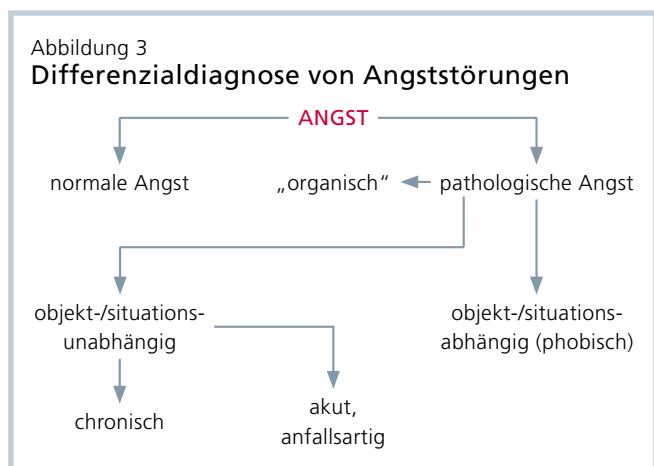 Abbildung 3
Differenzialdiagnose von Angststörungen
ANGST
normale Angst
„organisch“
pathologische Angst
objekt-/situations-
unabhängig
objekt-/situations-
abhängig (phobisch)
chronisch
akut,
anfallsartig